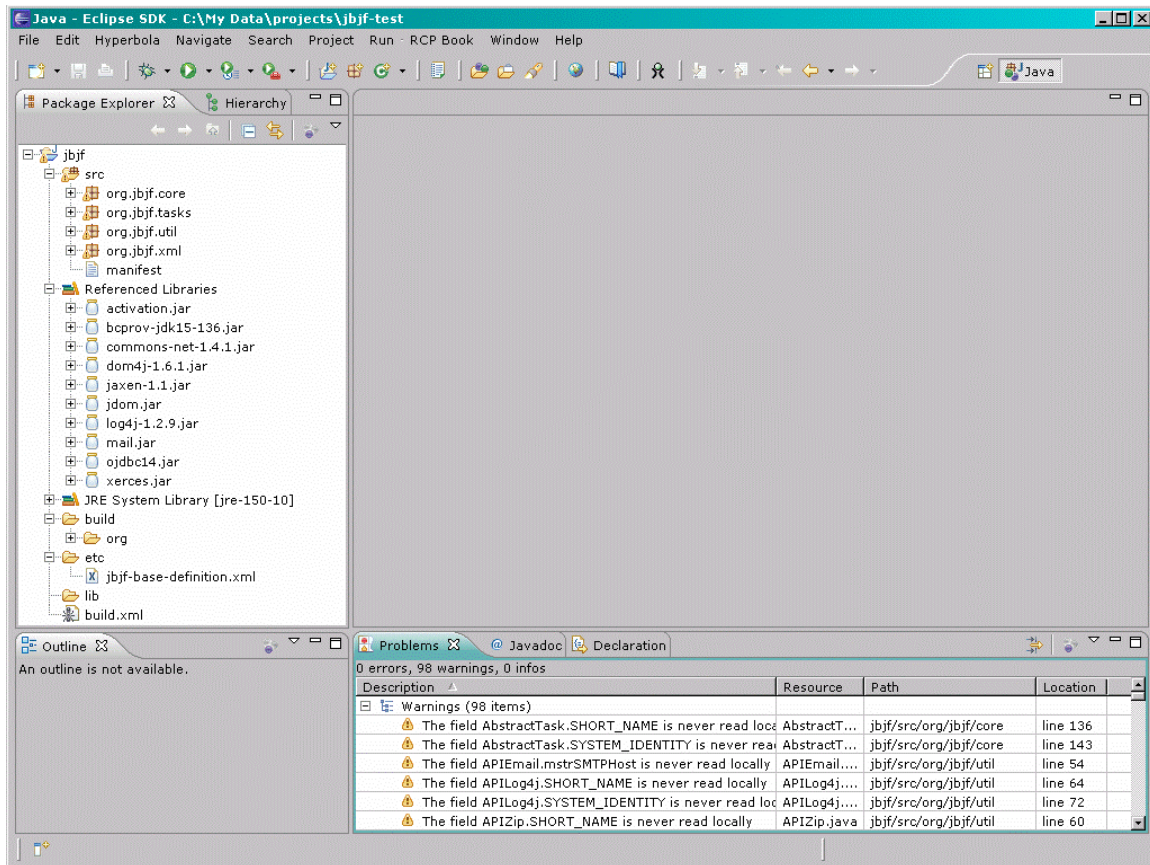 Java - Eclipse SDK - C:\My Data\projects\jbjf-test
File Edit Hyperbola Navigate Search Project Run RCP Book Window Help
Java
Package Explorer Hierarchy
jbjf
src
org.jbjf.core
org.jbjf.tasks
org.jbjf.util
org.jbjf.xml
manifest
Referenced Libraries
activation.jar
bcprov-jdk15-136.jar
commons-net-1.4.1.jar
dom4j-1.6.1.jar
jaxen-1.1.jar
jdom.jar
log4j-1.2.9.jar
mail.jar
ojdbc14.jar
xerces.jar
JRE System Library [jre-150-10]
build
org
etc
jbjf-base-definition.xml
lib
build.xml
Outline
An outline is not available.
Problems @ Javadoc Declaration
0 errors, 98 warnings, 0 infos
Description Resource Path Location
Warnings (98 items)
The field AbstractTask.SHORT_NAME is never read loca AbstractT... jbjf/src/org/jbjf/core line 136
The field AbstractTask.SYSTEM_IDENTITY is never rea AbstractT... jbjf/src/org/jbjf/core line 143
The field APIEmail.mstrSMTPHost is never read locally APIEmail.... jbjf/src/org/jbjf/util line 54
The field APILog4j.SHORT_NAME is never read locally APILog4j.... jbjf/src/org/jbjf/util line 64
The field APILog4j.SYSTEM_IDENTITY is never read loc APILog4j.... jbjf/src/org/jbjf/util line 72
The field APIZip.SHORT_NAME is never read locally APIZip.java jbjf/src/org/jbjf/util line 60